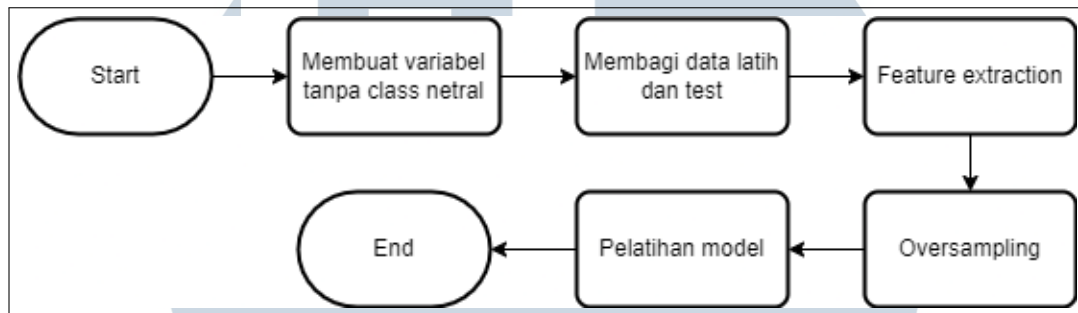 Start
Membuat variabel
tanpa class netral
Membagi data latih
dan test
Feature extraction
Oversampling
Pelatihan model
End